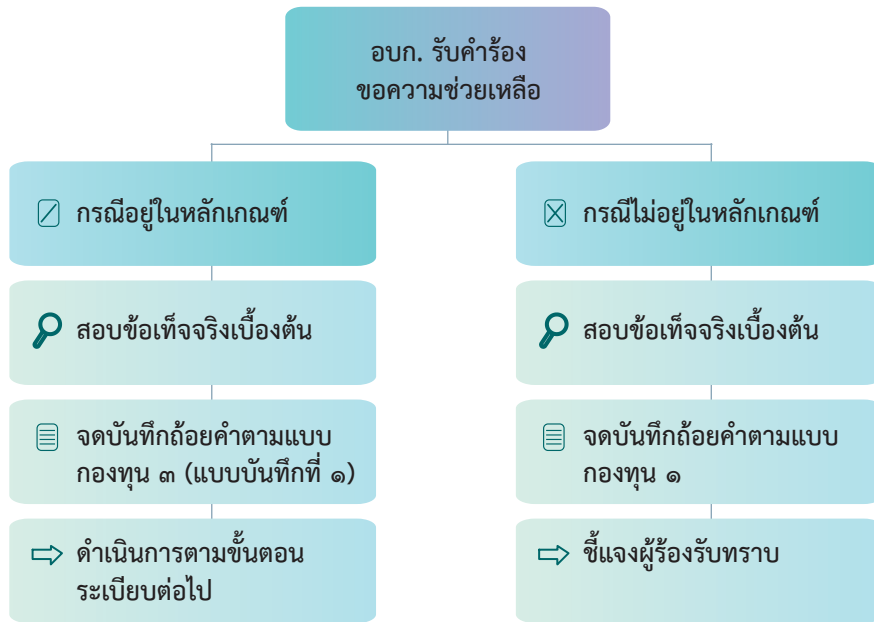 อบก. รับคำร้อง
ขอความช่วยเหลือ
กรณีอยู่ในหลักเกณฑ์
สอบข้อเท็จจริงเบื้องต้น
จดบันทึกถ้อยคำตามแบบ
กองทุน ๓ (แบบบันทึกที่ ๑)
ดำเนินการตามขั้นตอน
ระเบียบต่อไป
กรณีไม่อยู่ในหลักเกณฑ์
สอบข้อเท็จจริงเบื้องต้น
จดบันทึกถ้อยคำตามแบบ
กองทุน ๑
ชี้แจงผู้ร้องรับทราบ